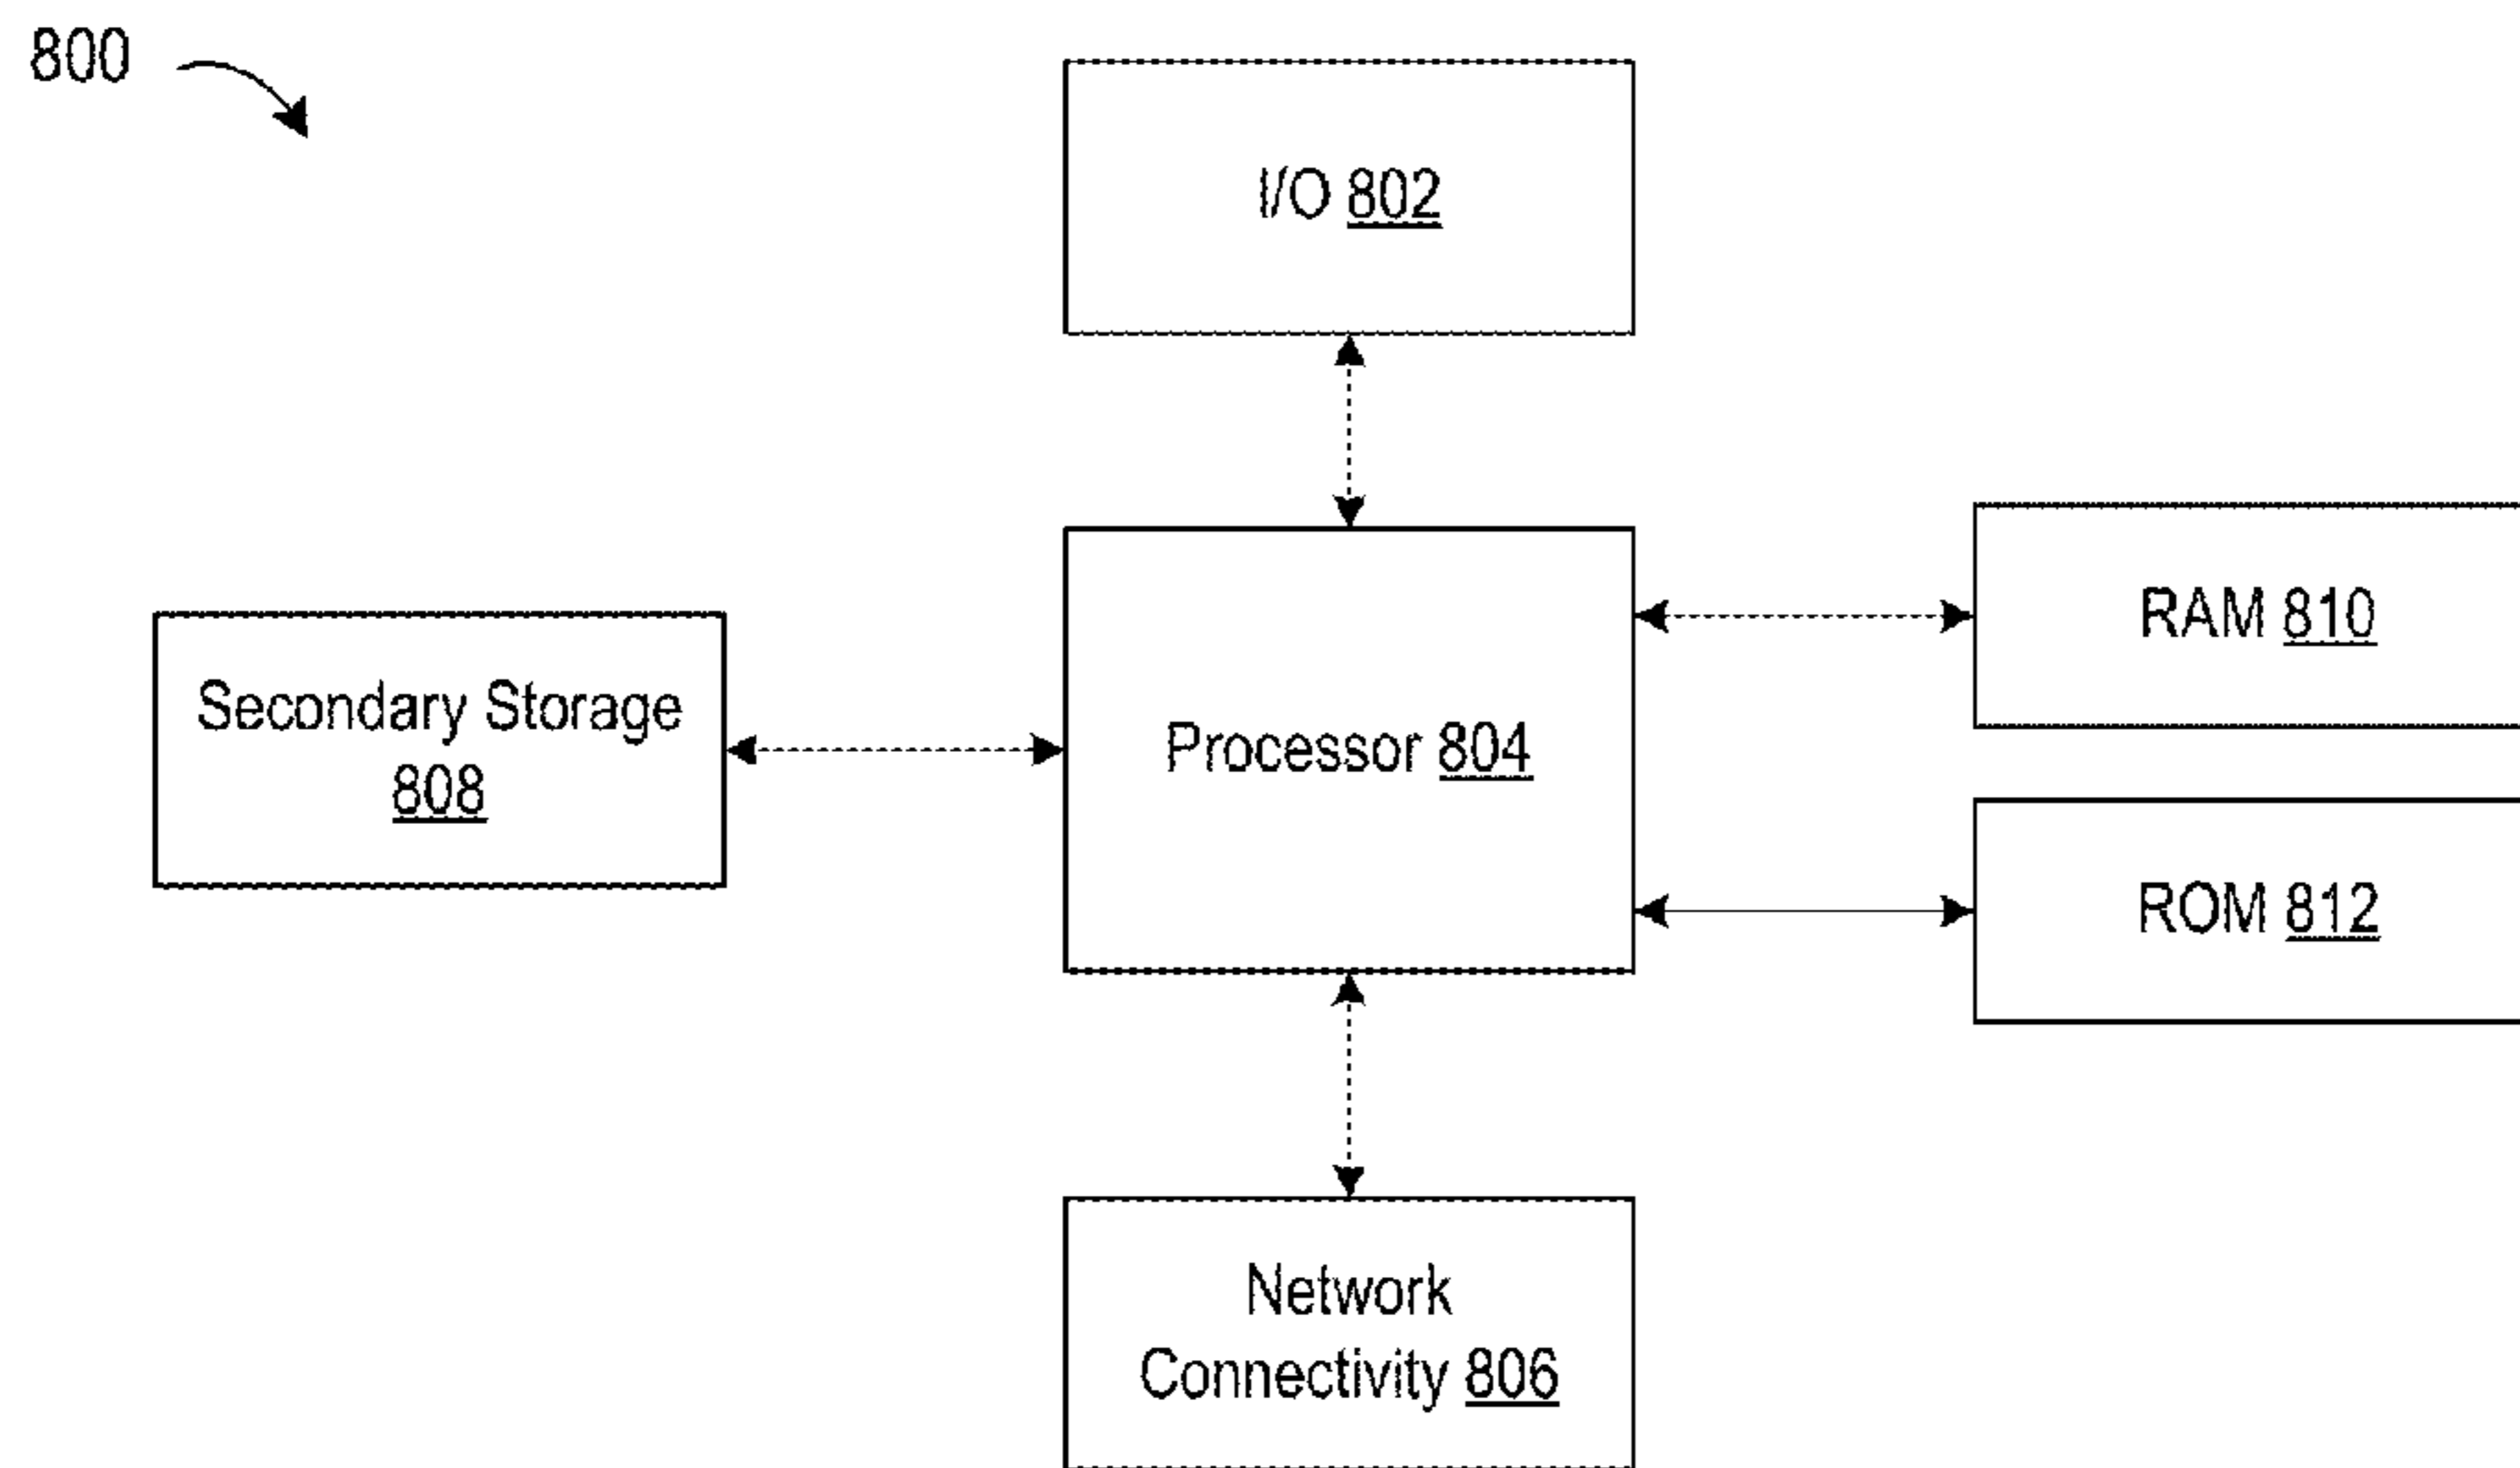 800
I/O 802
RAM 810
Secondary Storage
808
Processor 804
ROM 812
Network
Connectivity 806